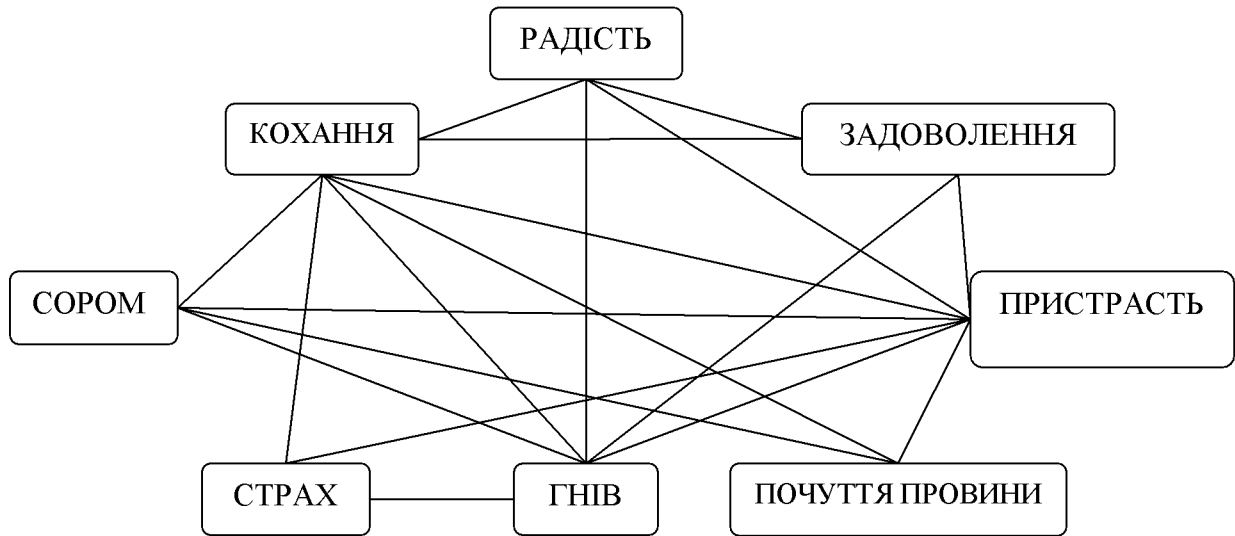 РАДІСТЬ
КОХАННЯ
ЗАДОВОЛЕННЯ
СОРОМ
ПРИСТРАСТЬ
СТРАХ
ГНІВ
ПОЧУТТЯ ПРОВИНИ